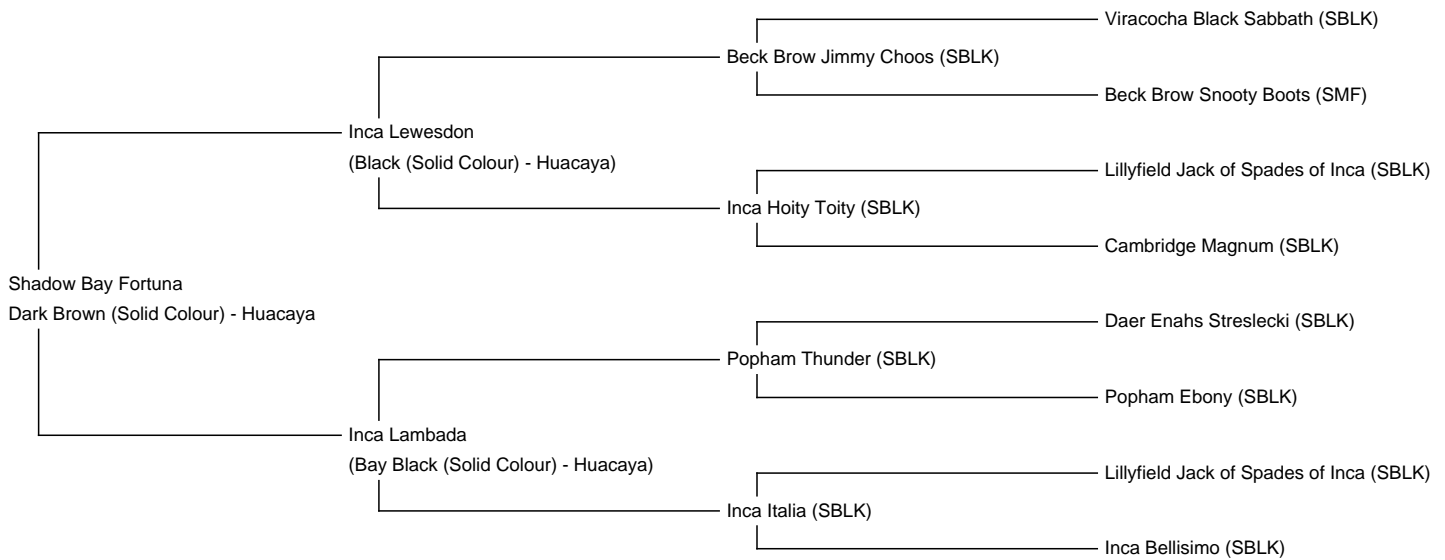 Viracocha Black Sabbath (SBLK)
Beck Brow Jimmy Choos (SBLK)
Beck Brow Snooty Boots (SMF)
Inca Lewesdon
(Black (Solid Colour) - Huacaya)
Lillyfield Jack of Spades of Inca (SBLK)
Inca Hoity Toity (SBLK)
Cambridge Magnum (SBLK)
Shadow Bay Fortuna
Dark Brown (Solid Colour) - Huacaya
Daer Enahs Streslecki (SBLK)
Popham Thunder (SBLK)
Popham Ebony (SBLK)
Inca Lambada
(Bay Black (Solid Colour) - Huacaya)
Lillyfield Jack of Spades of Inca (SBLK)
Inca Italia (SBLK)
Inca Bellisimo (SBLK)